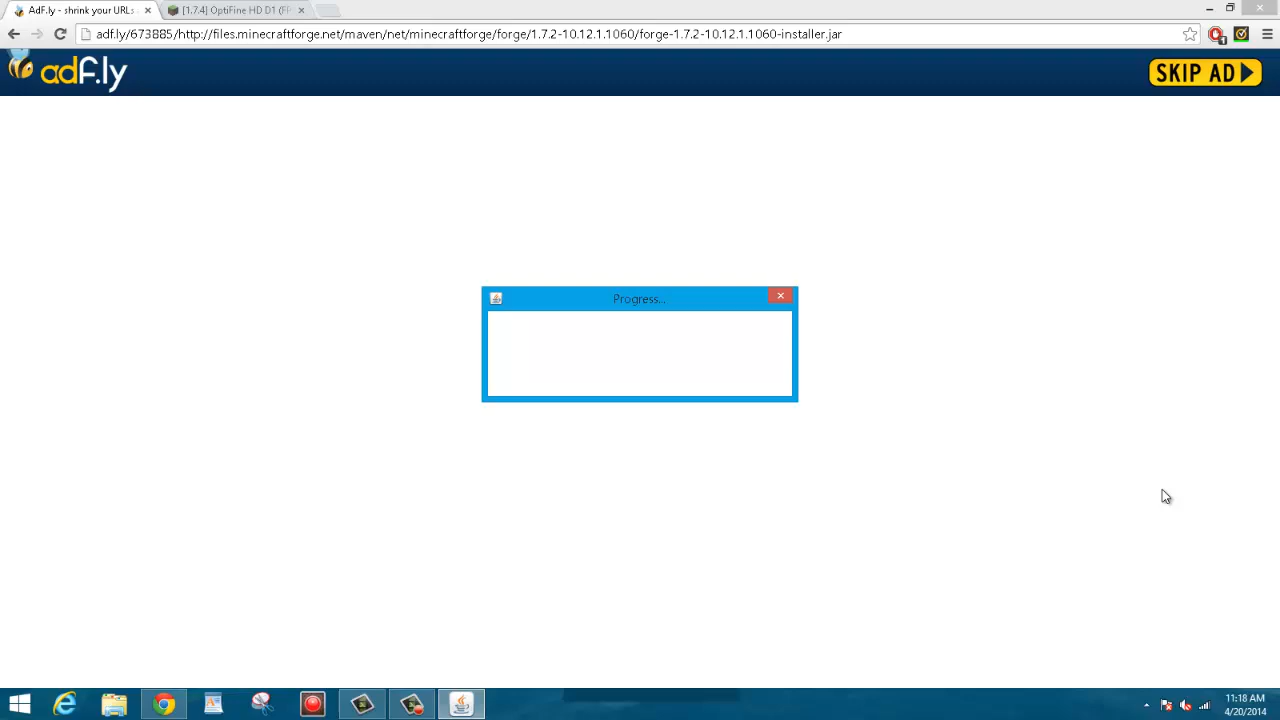 AdF.ly - shrink your URLs
[1.7.4] OptiFine HD D1 (FP
adf.ly/673885/http://files.minecraftforge.net/maven/net/minecraftforge/forge/1.7.2-10.12.1.1060/forge-1.7.2-10.12.1.1060-installer.jar
1
adf.ly
SKIP AD
Progress...
11:18 AM
4/20/2014